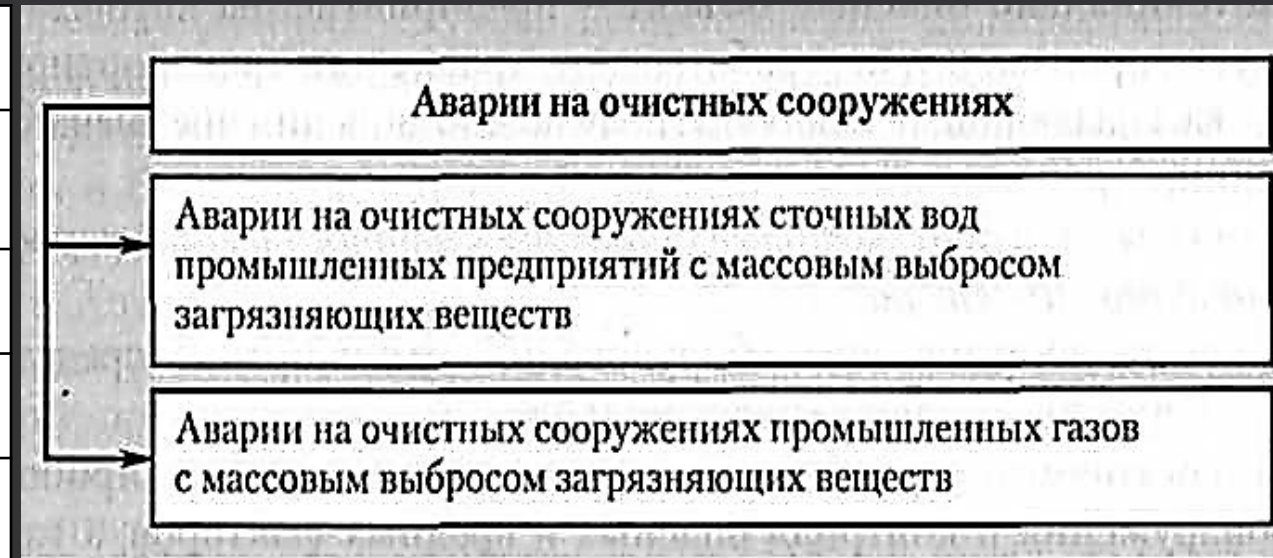 Аварии на очистных сооружениях
Аварии на очистных сооружениях сточных вод
промышленных предприятий с массовым выбросом
загрязняющих веществ
Аварии на очистных сооружениях промышленных газов
с массовым выбросом загрязняющих веществ